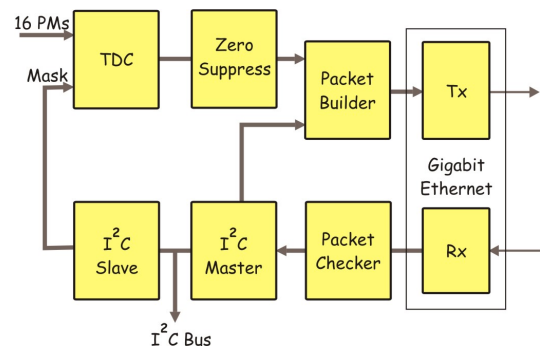 16 PMs
Mask
TDC
Zero
Suppress
Packet
Builder
Tx
Gigabit
Ethernet
I²C
Slave
I²C
Master
Packet
Checker
Rx
I²C Bus